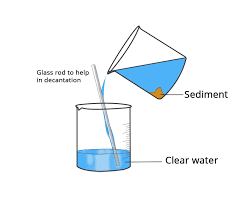 Glass rod to help
in decantation
Sediment
Clear water